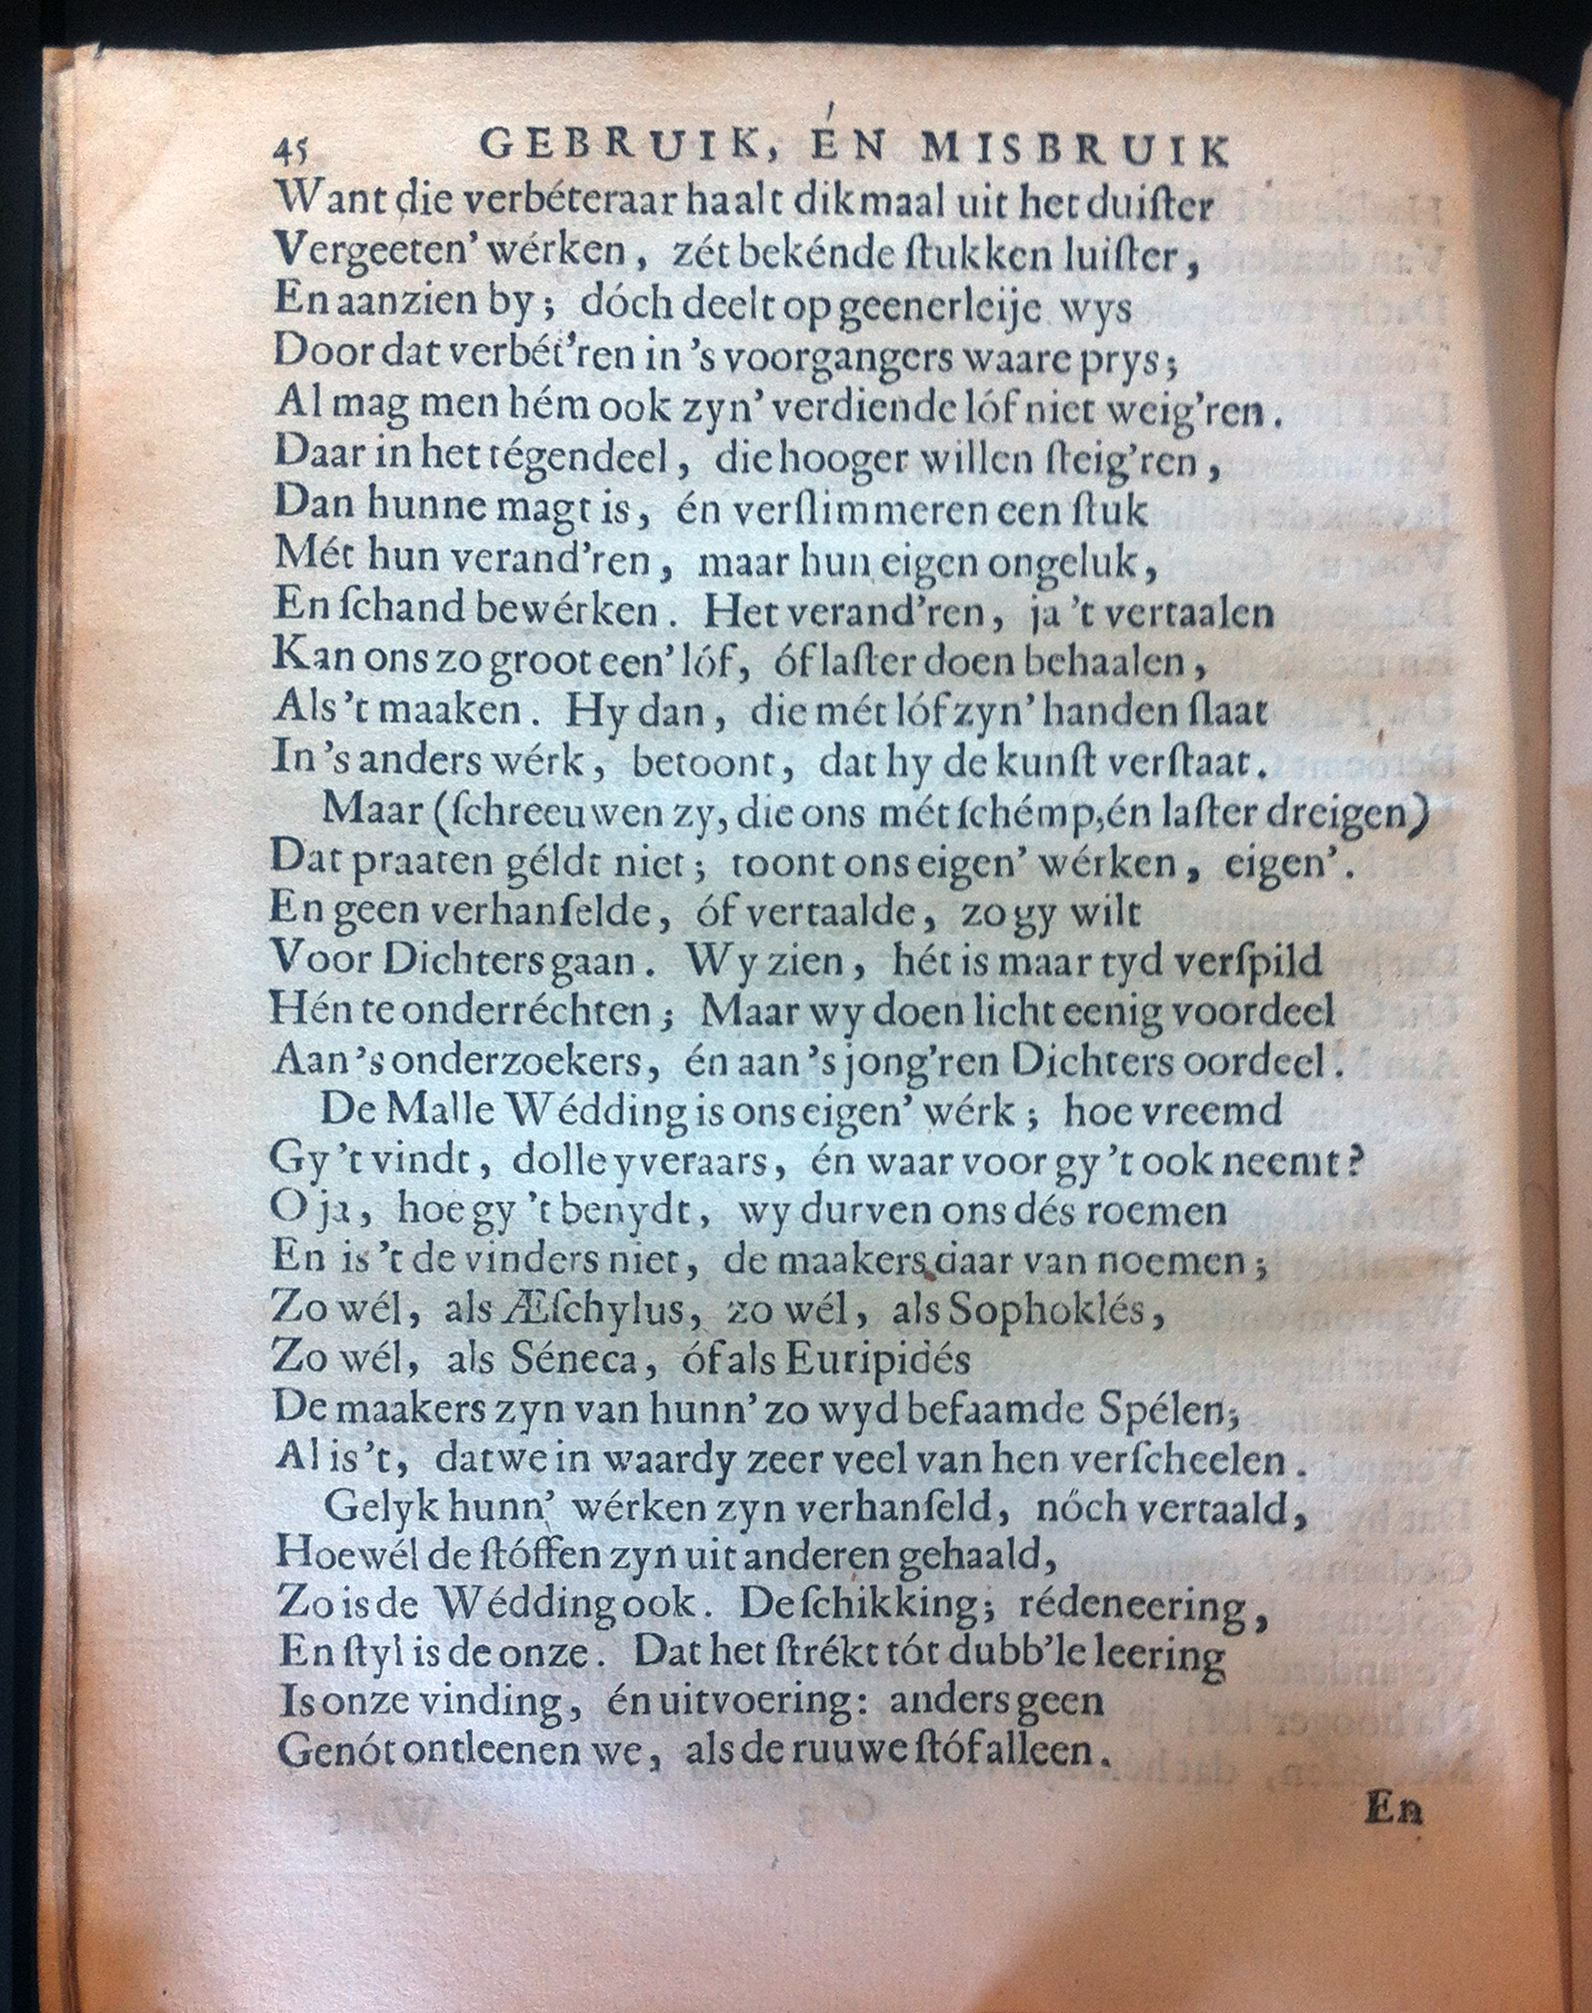 45 GEBRUIK, ÉN MISBRUIK
Want die verbéteraar haalt dikmaal uit het duiſter
Vergeeten' wérken, zét bekénde ſtukken luiſter,
En aanzien by; dóch deelt op geenerleije wys
Door dat verbét'ren in 's voorgangers waare prys;
Al mag men hém ook zyn' verdiende lóf niet weig'ren.
Daar in het tégendeel, die hooger willen ſteig'ren,
Dan hunne magt is, én verſlimmeren een ſtuk
Mét hun verand'ren, maar hun eigen ongeluk,
En ſchand bewérken. Het verand'ren, ja 't vertaalen
Kan ons zo groot een' lóf, óf laſter doen behaalen,
Als 't maaken. Hy dan, die mét lóf zyn' handen ſlaat
In 's anders wérk, betoont, dat hy de kunſt verſtaat.
Maar (ſchreeuwen zy, die ons mét ſchémp, én laſter dreigen)
Dat praaten géldt niet; toont ons eigen' wérken, eigen'.
En geen verhanſelde, óf vertaalde, zo gy wilt
Voor Dichters gaan. Wy zien, hét is maar tyd verſpild
Hén te onderréchten; Maar wy doen licht eenig voordeel
Aan 's onderzoekers, én aan 's jong'ren Dichters oordeel.
De Malle Wédding is ons eigen' wérk; hoe vreemd
Gy 't vindt, dolle yveraars, én waar voor gy 't ook neemt?
O ja, hoe gy 't benydt, wy durven ons dés roemen
En is 't de vinders niet, de maakers daar van noemen;
Zo wél, als Æſchylus, zo wél, als Sophoklés,
Zo wél, als Séneca, óf als Euripidés
De maakers zyn van hunn' zo wyd befaamde Spélen;
Al is 't, dat we in waardy zeer veel van hen verſcheelen.
Gelyk hunn' wérken zyn verhanſeld, nóch vertaald,
Hoewél de ſtóffen zyn uit anderen gehaald,
Zo is de Wédding ook. De ſchikking; rédeneering,
En ſtyl is de onze. Dat het ſtrékt tót dubb'le leering
Is onze vinding, én uitvoering: anders geen
Genót ontleenen we, als de ruuwe ſtóf alleen.
En